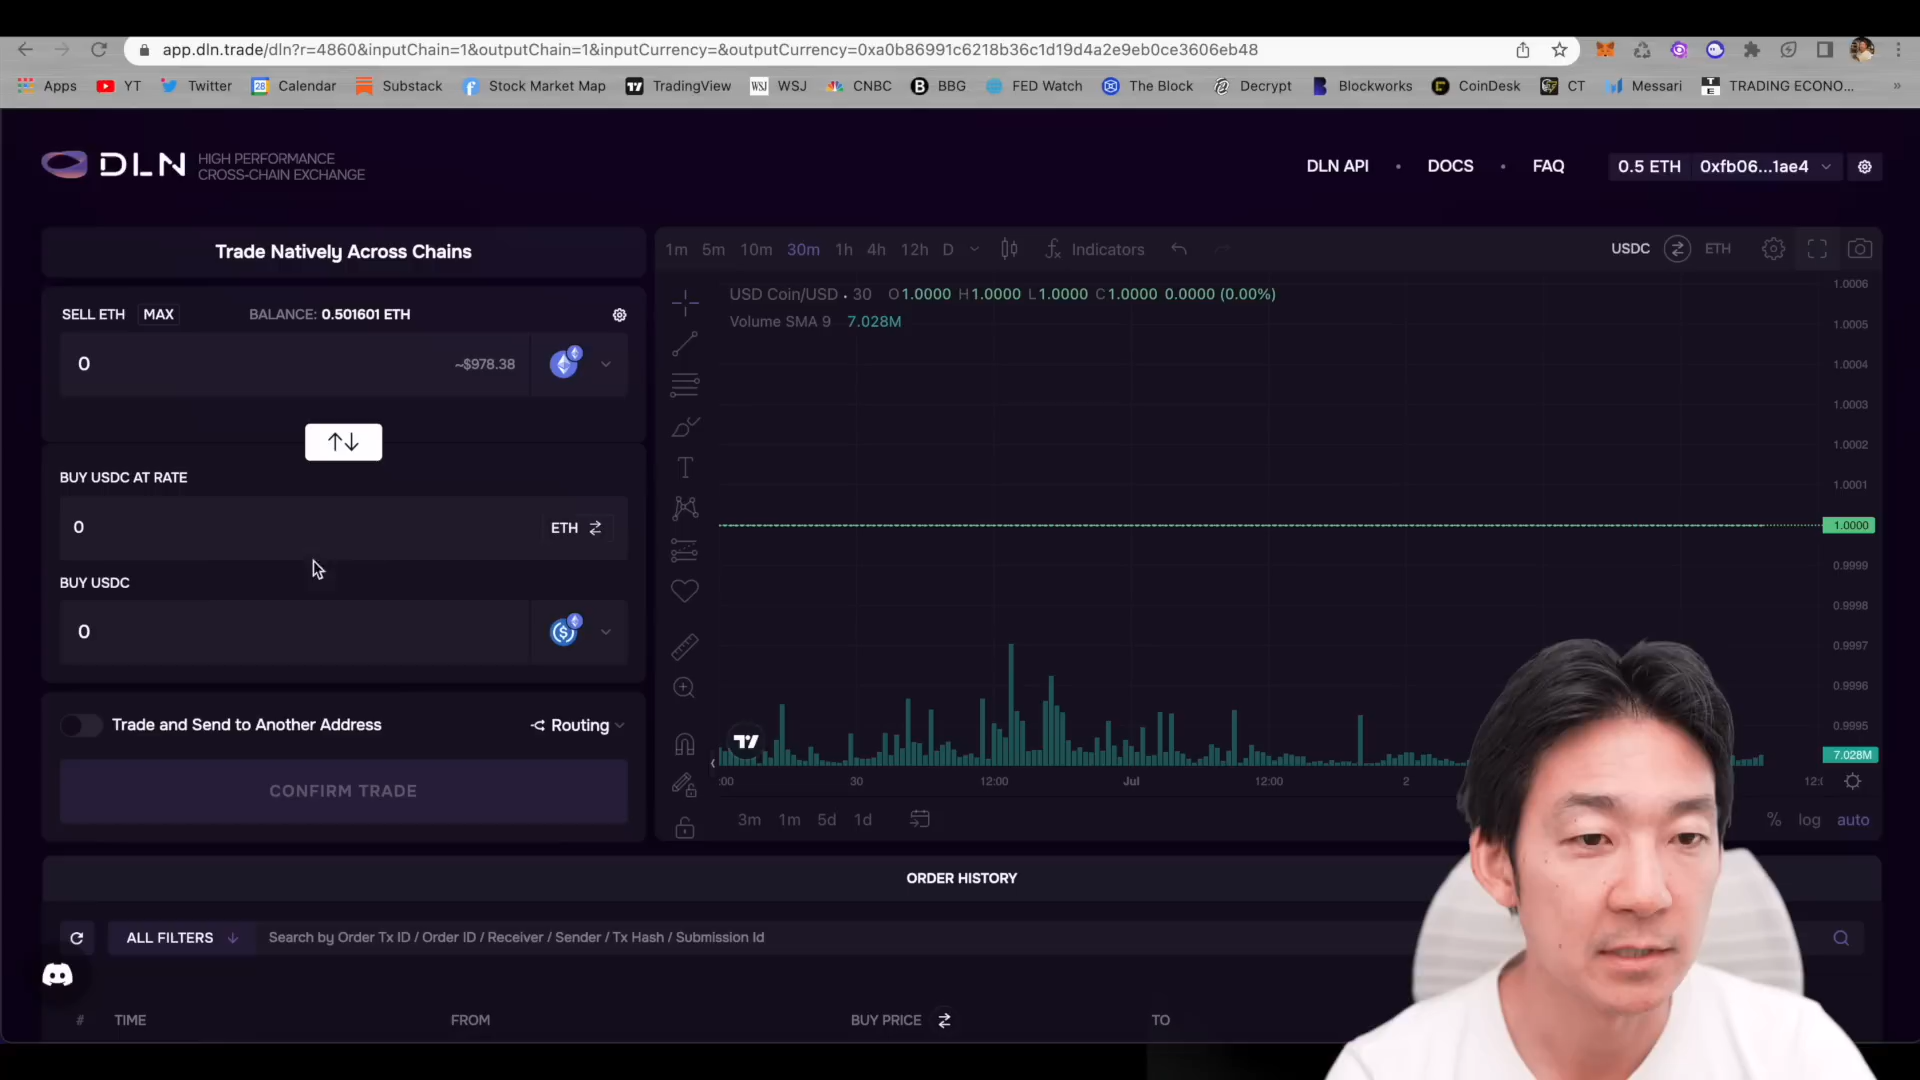 app.dln.trade/dln?r=4860&inputChain=1&outputChain=1&inputCurrency=&outputCurrency=0xa0b86991c6218b36c1d19d4a2e9eb0ce3606eb48
Apps YT Twitter 28 Calendar Substack Stock Market Map TradingView WSJ WSJ CNBC B BBG FED Watch The Block Decrypt Blockworks CoinDesk CT Messari TE TRADING ECONO... »
DLN HIGH PERFORMANCE
CROSS-CHAIN EXCHANGE
DLN API • DOCS • FAQ 0.5 ETH 0xfb06...1ae4
Trade Natively Across Chains
1m 5m 10m 30m 1h 4h 12h D Indicators USDC ETH
SELL ETH MAX BALANCE: 0.501601 ETH
0 ~$978.38
BUY USDC AT RATE
0 ETH
BUY USDC
0
Trade and Send to Another Address Routing
CONFIRM TRADE
USD Coin/USD • 30 O1.0000 H1.0000 L1.0000 C1.0000 0.0000 (0.00%)
Volume SMA 9 7.028M
1.0006
1.0005
1.0004
1.0003
1.0002
1.0001
1.0000
0.9999
0.9998
0.9997
0.9996
0.9995
7.028M
:00 30 12:00 Jul 12:00 2 12:0
3m 1m 5d 1d % log auto
ORDER HISTORY
ALL FILTERS Search by Order Tx ID / Order ID / Receiver / Sender / Tx Hash / Submission Id
# TIME FROM BUY PRICE TO